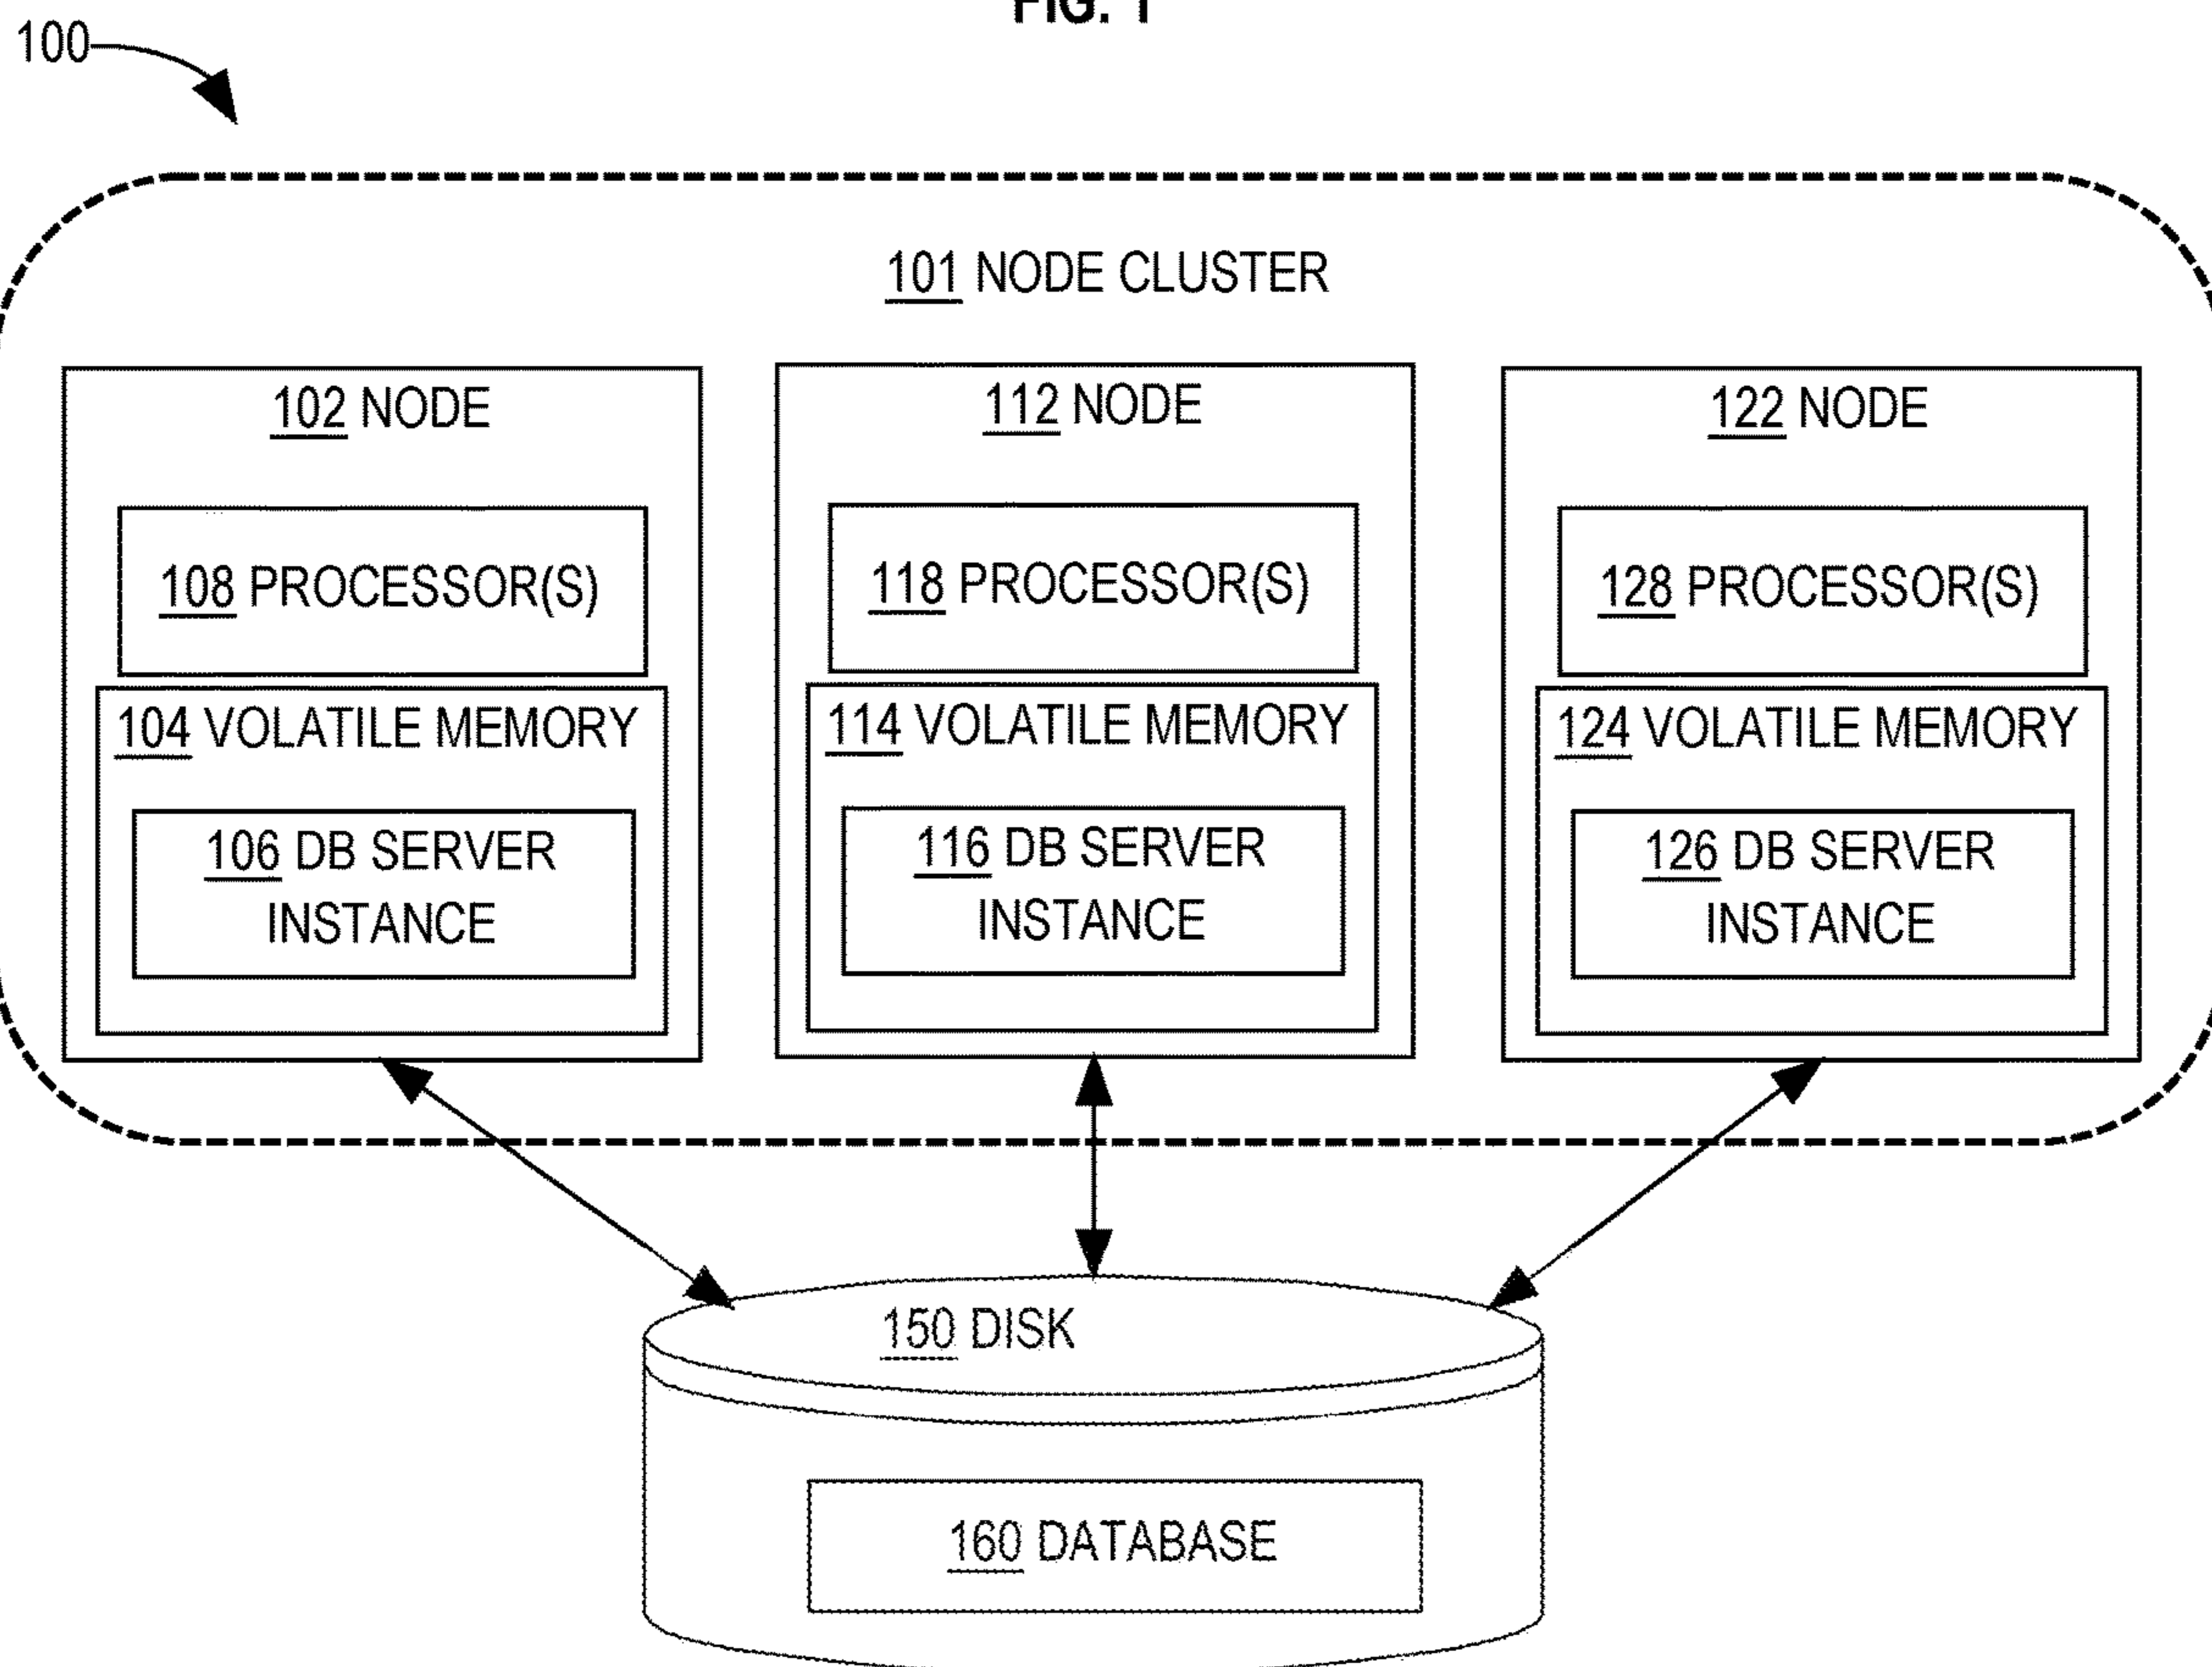 FIG. 1
100
101 NODE CLUSTER
102 NODE
108 PROCESSOR(S)
104 VOLATILE MEMORY
106 DB SERVER
INSTANCE
112 NODE
118 PROCESSOR(S)
114 VOLATILE MEMORY
116 DB SERVER
INSTANCE
122 NODE
128 PROCESSOR(S)
124 VOLATILE MEMORY
126 DB SERVER
INSTANCE
150 DISK
160 DATABASE